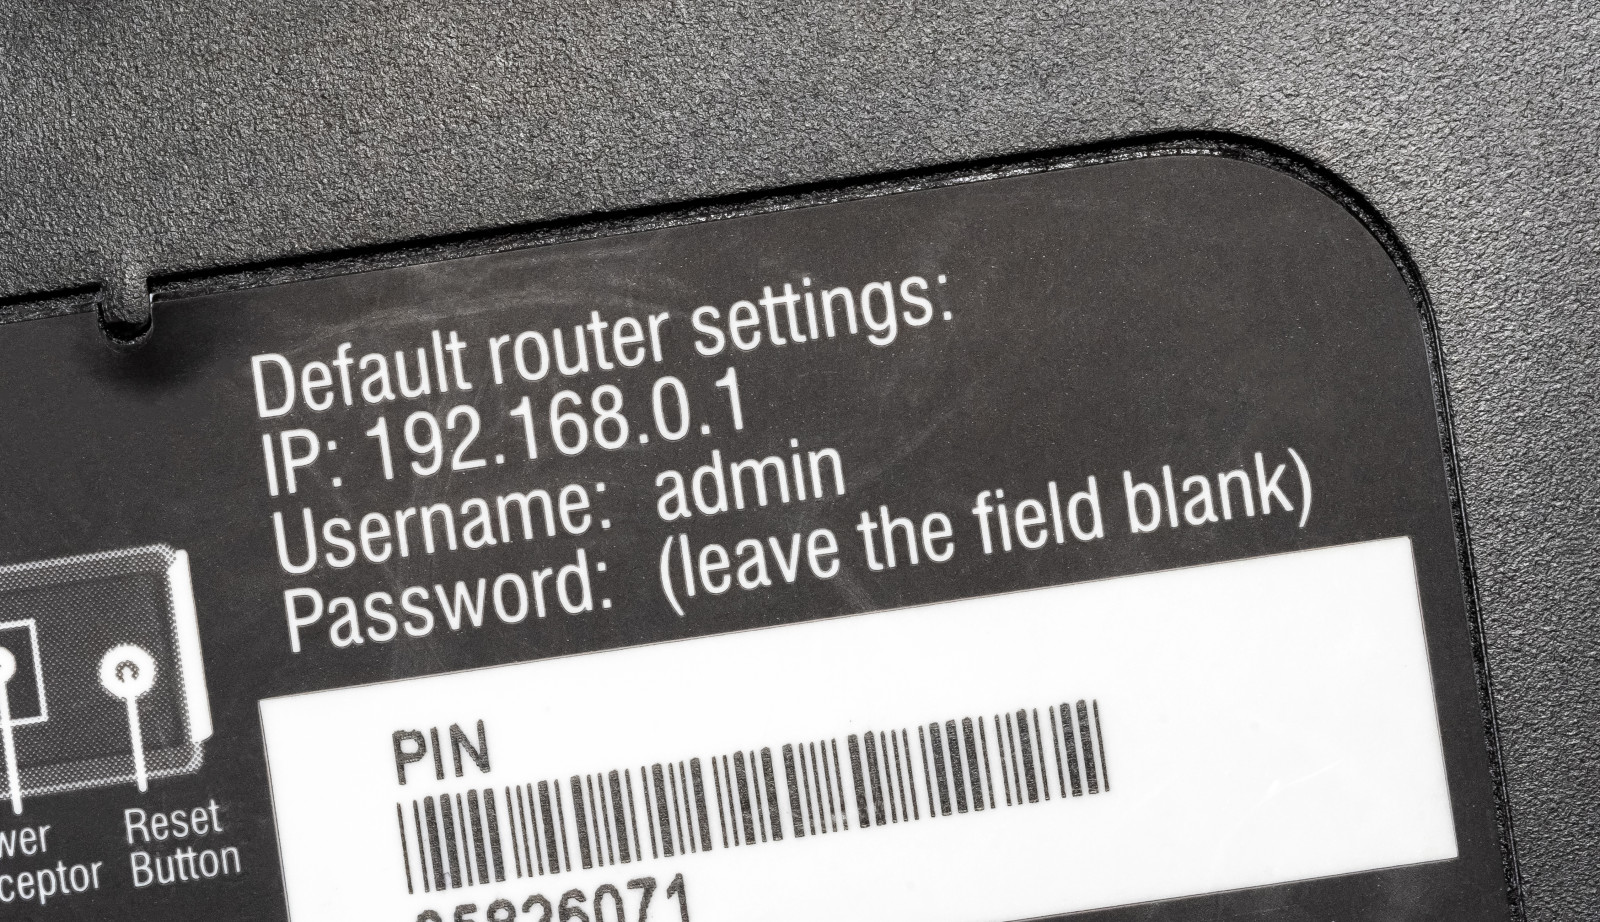 Default router settings:
IP: 192.168.0.1
Username: admin
Password: (leave the field blank)
PIN
Reset
Button